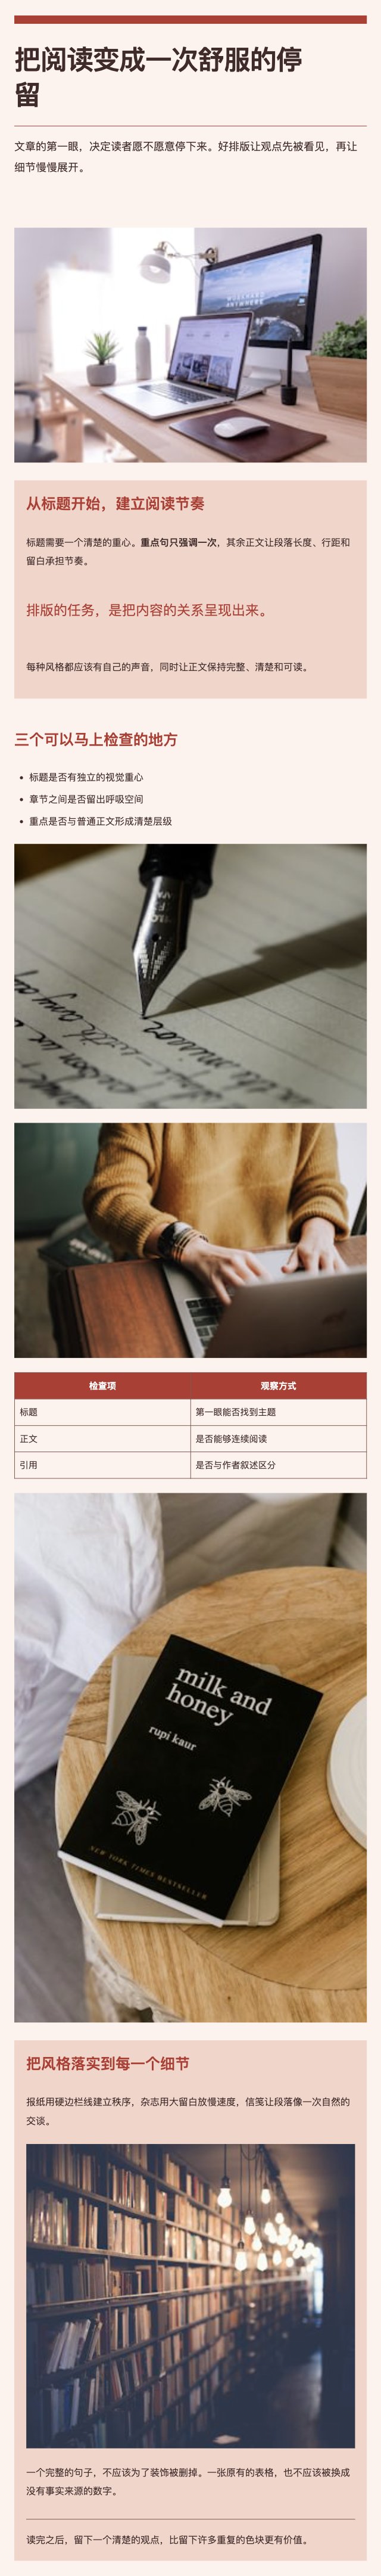 把阅读变成一次舒服的停
留
文章的第一眼，决定读者愿不愿意停下来。好排版让观点先被看见，再让
细节慢慢展开。
从标题开始，建立阅读节奏
标题需要一个清楚的重心。重点句只强调一次，其余正文让段落长度、行距和
留白承担节奏。
排版的任务，是把内容的关系呈现出来。
每种风格都应该有自己的声音，同时让正文保持完整、清楚和可读。
三个可以马上检查的地方
• 标题是否有独立的视觉重心
• 章节之间是否留出呼吸空间
• 重点是否与普通正文形成清楚层级
检查项 观察方式
标题 第一眼能否找到主题
正文 是否能够连续阅读
引用 是否与作者叙述区分
milk and
honey
rupi kaur
NEW YORK TIMES BESTSELLER
把风格落实到每一个细节
报纸用硬边栏线建立秩序，杂志用大留白放慢速度，信笺让段落像一次自然的
交谈。
一个完整的句子，不应该为了装饰被删掉。一张原有的表格，也不应该被换成
没有事实来源的数字。
读完之后，留下一个清楚的观点，比留下许多重复的色块更有价值。